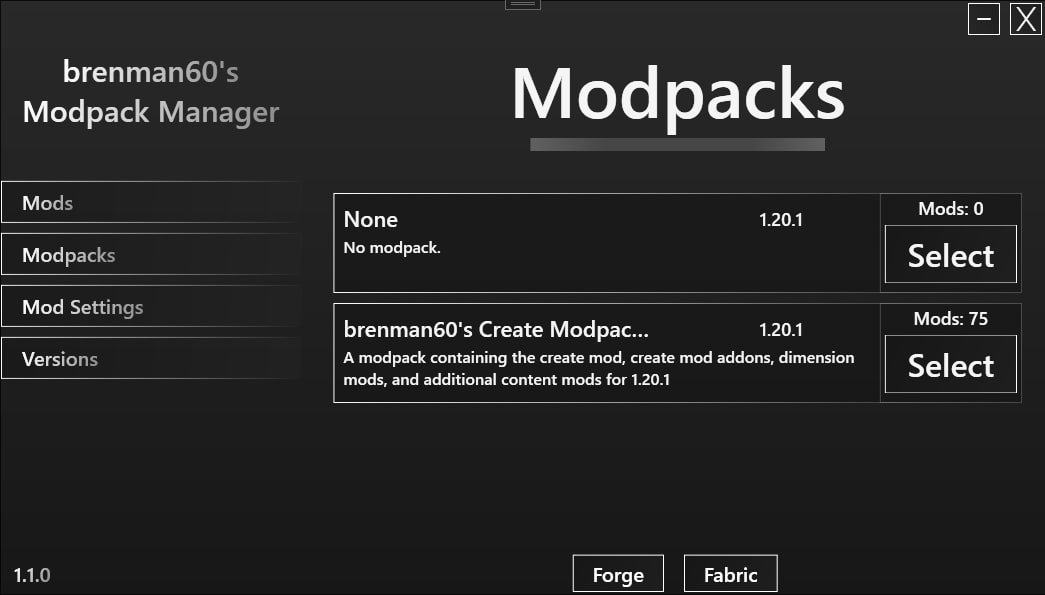 brenman60's
Modpack Manager
Modpacks
Mods
Modpacks
Mod Settings
Versions
None
1.20.1
No modpack.
Mods: 0
Select
brenman60's Create Modpac...
1.20.1
A modpack containing the create mod, create mod addons, dimension
mods, and additional content mods for 1.20.1
Mods: 75
Select
1.1.0
Forge
Fabric